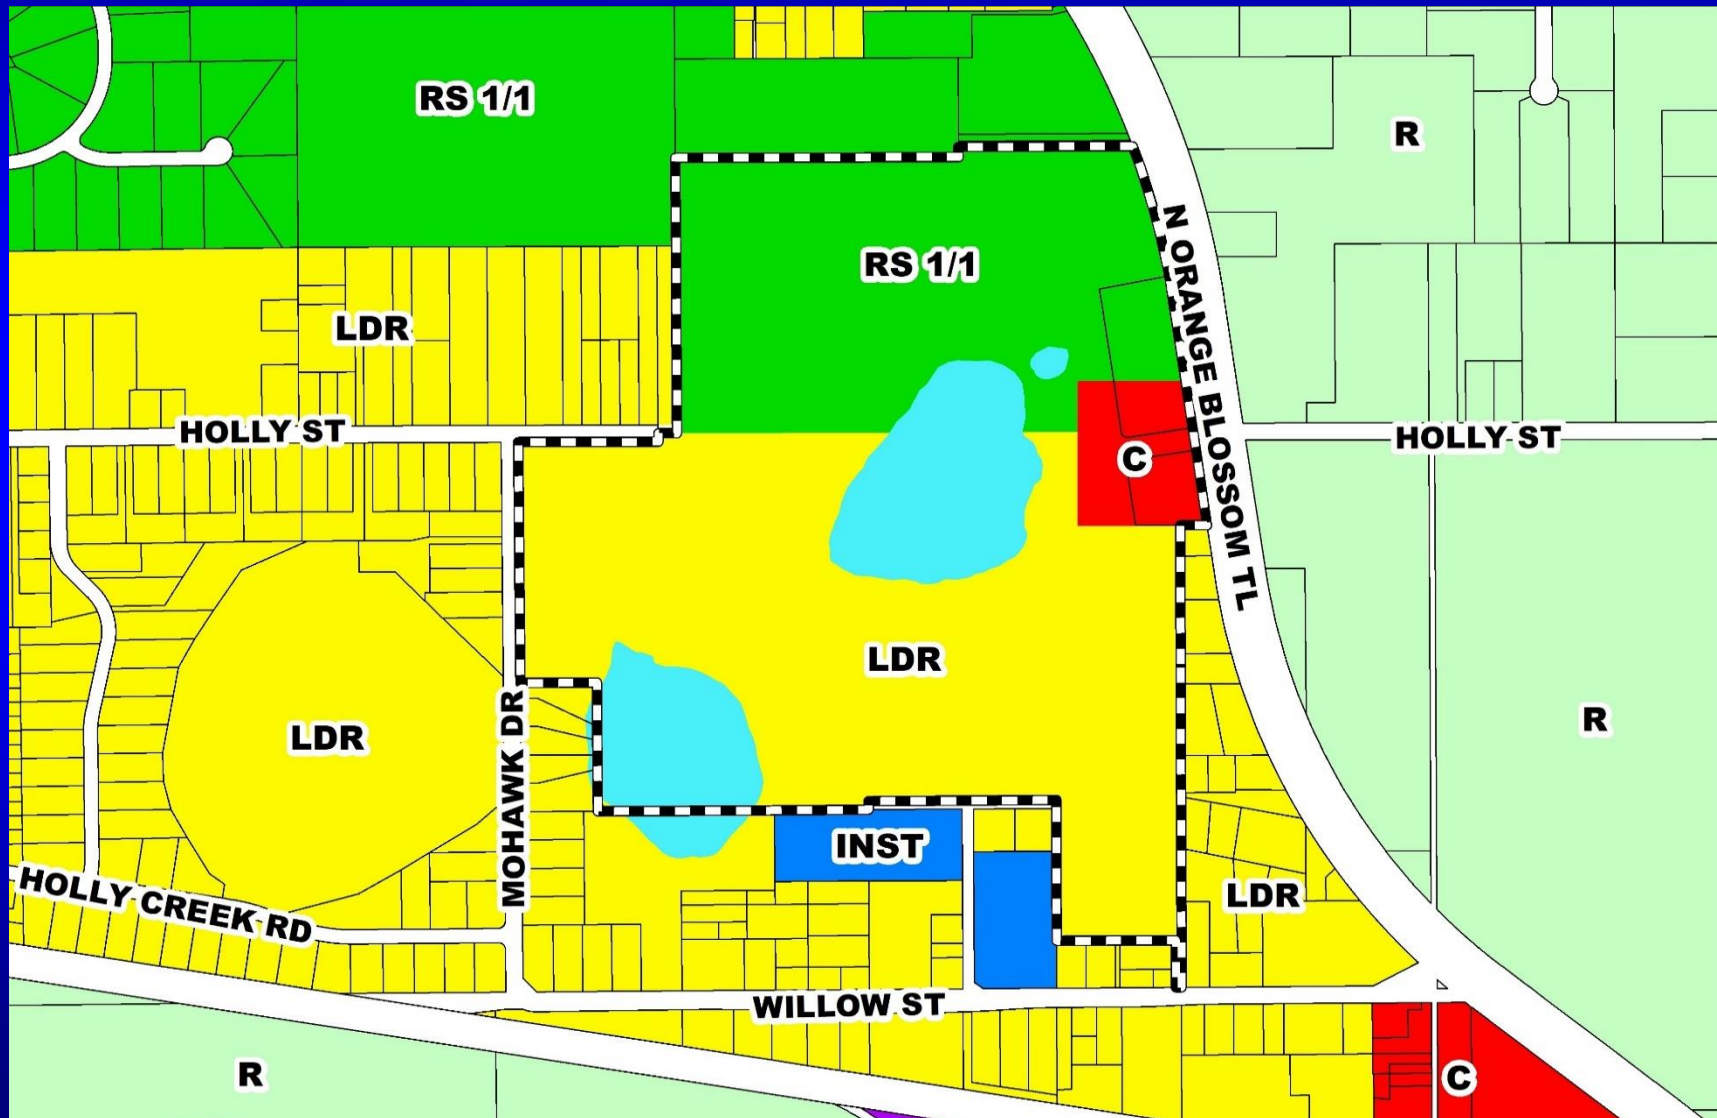 RS 1/1
R
RS 1/1
N ORANGE BLOSSOM TL
LDR
HOLLY ST
HOLLY ST
C
LDR
R
LDR
MOHAWK DR
INST
LDR
HOLLY CREEK RD
WILLOW ST
R
C